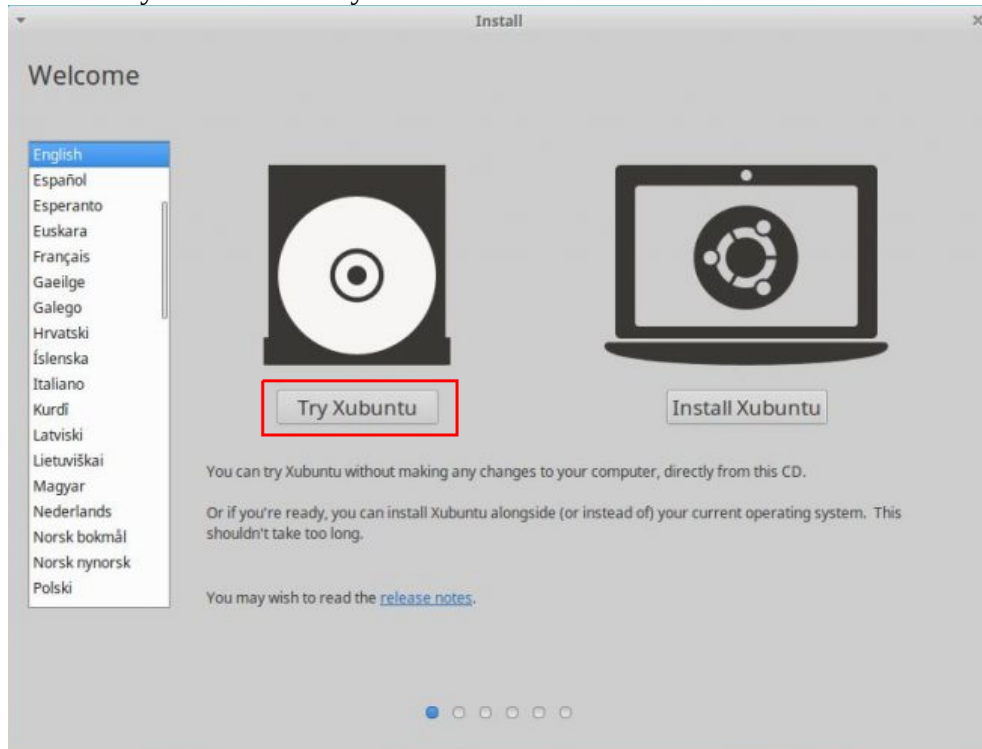 Install
Welcome
English
Español
Esperanto
Euskara
Français
Gaeilge
Galego
Hrvatski
Íslenska
Italiano
Kurdî
Latviski
Lietuviškai
Magyar
Nederlands
Norsk bokmål
Norsk nynorsk
Polski
Try Xubuntu
Install Xubuntu
You can try Xubuntu without making any changes to your computer, directly from this CD.
Or if you're ready, you can install Xubuntu alongside (or instead of) your current operating system. This
shouldn't take too long.
You may wish to read the release notes.